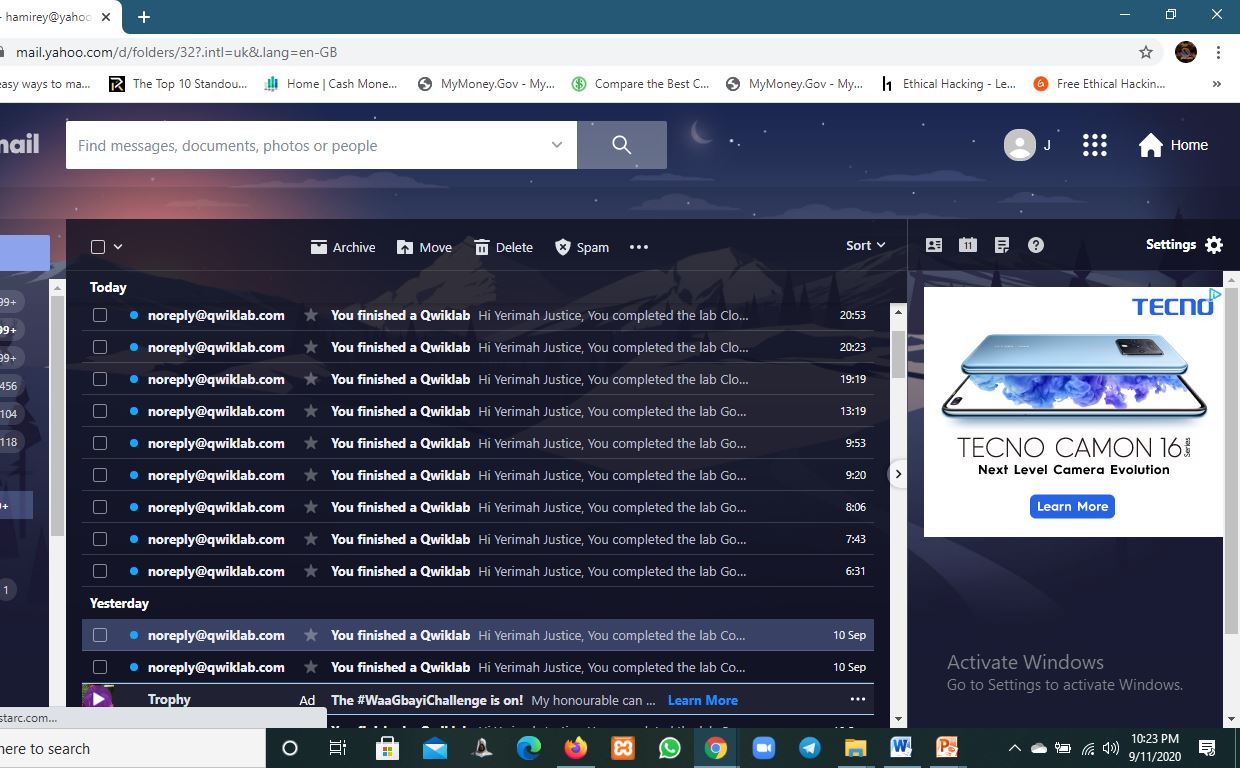 - hamirey@yahoo
mail.yahoo.com/d/folders/32?.intl=uk&.lang=en-GB
easy ways to ma... The Top 10 Standou... Home | Cash Mone... MyMoney.Gov - My... Compare the Best C... MyMoney.Gov - My... Ethical Hacking - Le... Free Ethical Hackin... »
mail
Find messages, documents, photos or people
J
Home
Archive Move Delete Spam ••• Sort
11
Settings
Today
noreply@qwiklab.com You finished a Qwiklab Hi Yerimah Justice, You completed the lab Clo... 20:53
noreply@qwiklab.com You finished a Qwiklab Hi Yerimah Justice, You completed the lab Clo... 20:23
noreply@qwiklab.com You finished a Qwiklab Hi Yerimah Justice, You completed the lab Clo... 19:19
noreply@qwiklab.com You finished a Qwiklab Hi Yerimah Justice, You completed the lab Go... 13:19
noreply@qwiklab.com You finished a Qwiklab Hi Yerimah Justice, You completed the lab Go... 9:53
noreply@qwiklab.com You finished a Qwiklab Hi Yerimah Justice, You completed the lab Go... 9:20
noreply@qwiklab.com You finished a Qwiklab Hi Yerimah Justice, You completed the lab Go... 8:06
noreply@qwiklab.com You finished a Qwiklab Hi Yerimah Justice, You completed the lab Go... 7:43
noreply@qwiklab.com You finished a Qwiklab Hi Yerimah Justice, You completed the lab Go... 6:31
Yesterday
noreply@qwiklab.com You finished a Qwiklab Hi Yerimah Justice, You completed the lab Co... 10 Sep
noreply@qwiklab.com You finished a Qwiklab Hi Yerimah Justice, You completed the lab Co... 10 Sep
Trophy Ad The #WaaGbayiChallenge is on! My honourable can ... Learn More •••
99+
99+
99+
456
104
118
9+
1
TECNO
TECNO CAMON 16 Series
Next Level Camera Evolution
Learn More
Activate Windows
Go to Settings to activate Windows.
starc.com...
here to search
10:23 PM
9/11/2020